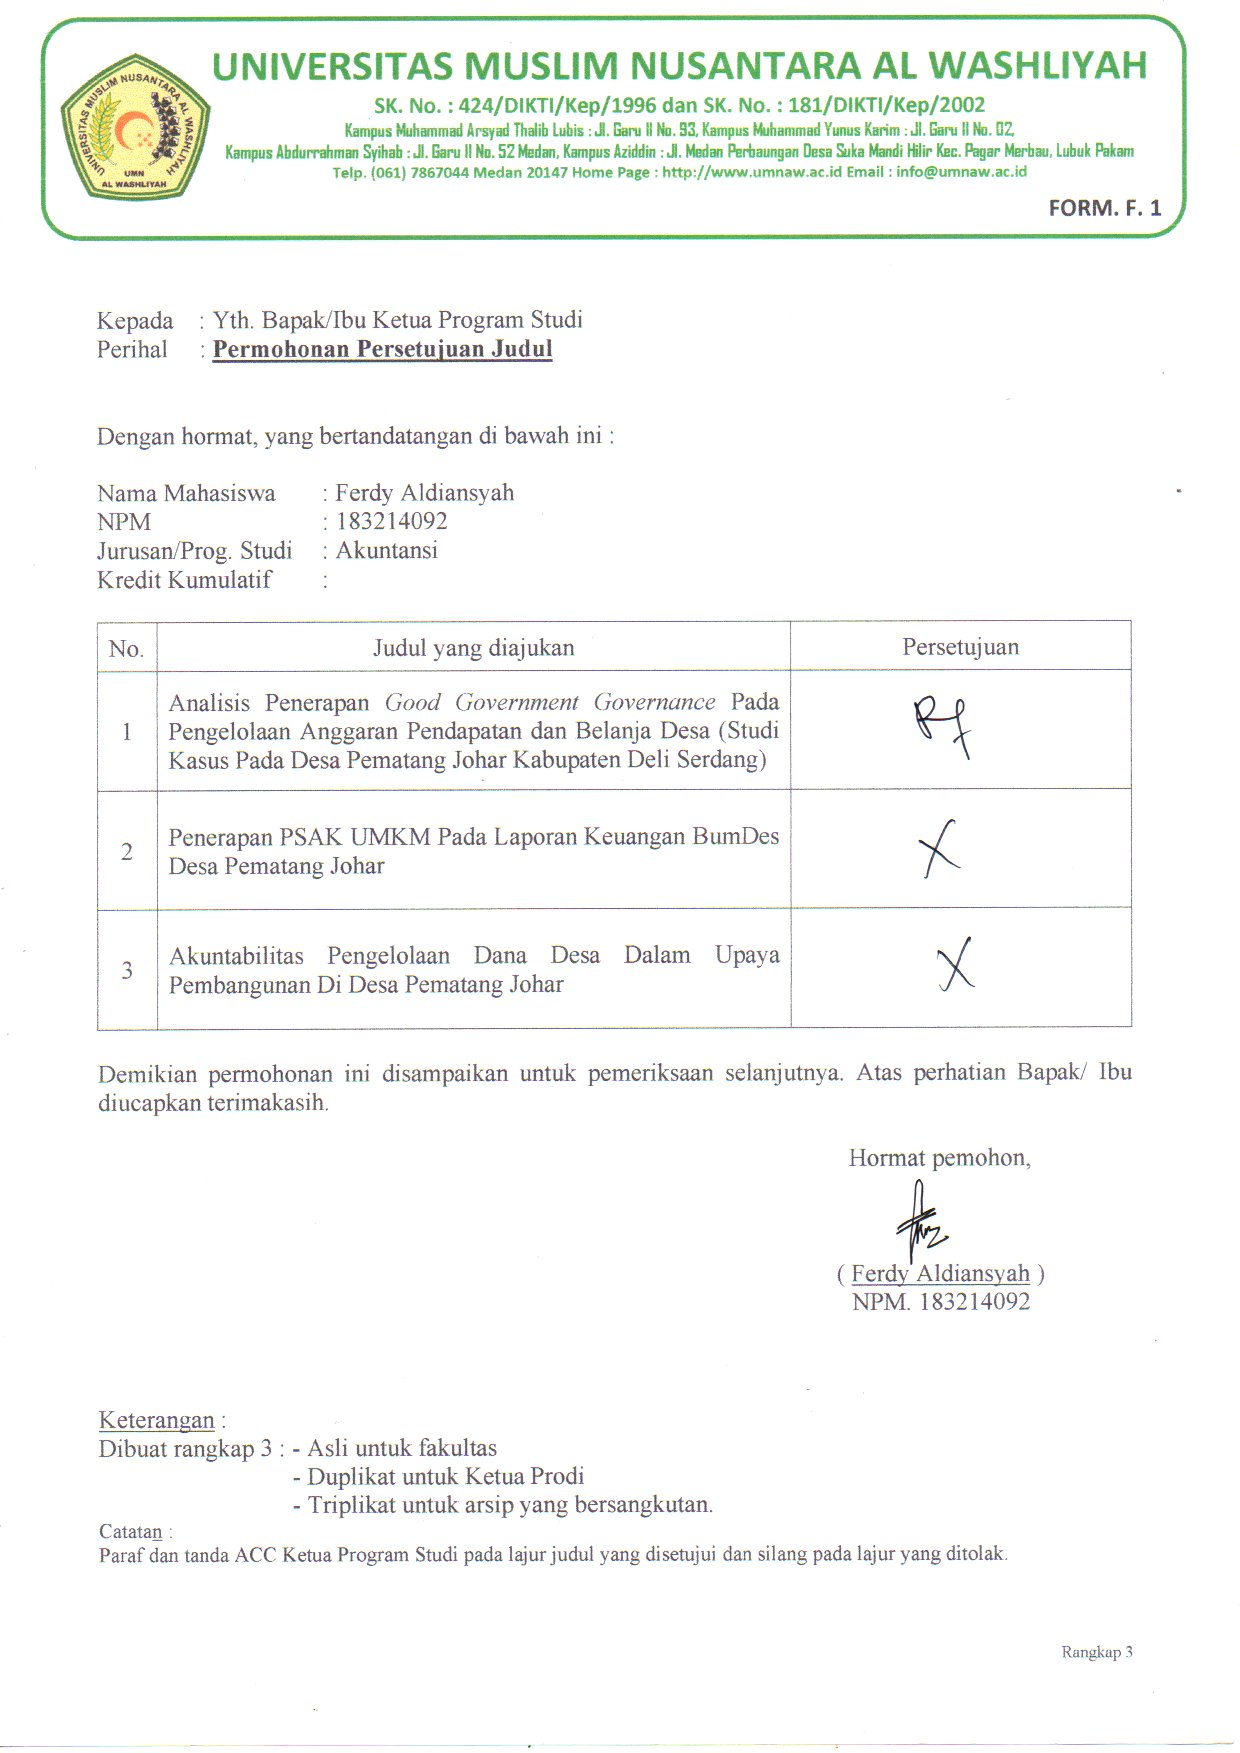 UNIVERSITAS MUSLIM NUSANTARA AL WASHLIYAH
SK. No. : 424/DIKTI/Kep/1996 dan SK. No. : 181/DIKTI/Kep/2002
Kampus Muhammad Arsyad Thalib Lubis : Jl. Garu II No. 93, Kampus Muhammad Yunus Karim : Jl. Garu II No. 02,
Kampus Abdurrahman Syihab : Jl. Garu II No. 52 Medan, Kampus Aziddin : Jl. Medan Perbaungan Desa Suka Mandi Hilir Kec. Pagar Merbau, Lubuk Pakam
Telp. (061) 7867044 Medan 20147 Home Page : http://www.umnaw.ac.id Email : info@umnaw.ac.id
UNIVERSITAS MUSLIM NUSANTARA AL WASHLIYAH
UMN
AL WASHLIYAH
FORM. F. 1
Kepada : Yth. Bapak/Ibu Ketua Program Studi
Perihal : Permohonan Persetujuan Judul
Dengan hormat, yang bertandatangan di bawah ini :
Nama Mahasiswa : Ferdy Aldiansyah
NPM : 183214092
Jurusan/Prog. Studi : Akuntansi
Kredit Kumulatif :
No. Judul yang diajukan Persetujuan
1 Analisis Penerapan Good Government Governance Pada
Pengelolaan Anggaran Pendapatan dan Belanja Desa (Studi
Kasus Pada Desa Pematang Johar Kabupaten Deli Serdang)
2 Penerapan PSAK UMKM Pada Laporan Keuangan BumDes
Desa Pematang Johar
X
3 Akuntabilitas Pengelolaan Dana Desa Dalam Upaya
Pembangunan Di Desa Pematang Johar
X
Demikian permohonan ini disampaikan untuk pemeriksaan selanjutnya. Atas perhatian Bapak/ Ibu
diucapkan terimakasih.
Hormat pemohon,
( Ferdy Aldiansyah )
NPM. 183214092
Keterangan :
Dibuat rangkap 3 : - Asli untuk fakultas
- Duplikat untuk Ketua Prodi
- Triplikat untuk arsip yang bersangkutan.
Catatan :
Paraf dan tanda ACC Ketua Program Studi pada lajur judul yang disetujui dan silang pada lajur yang ditolak.
Rangkap 3